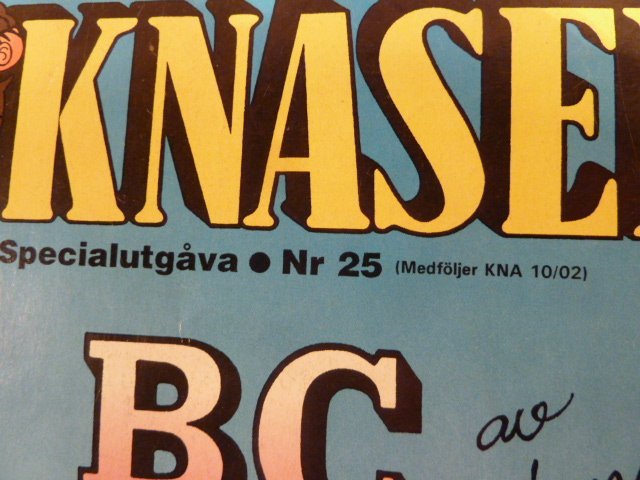 KNASE
Specialutgåva ● Nr 25 (Medföljer KNA 10/02)
BC av